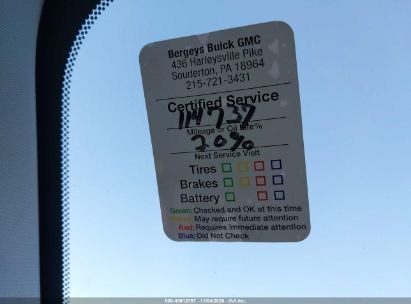 Bergeys Buick GMC
436 Harleysville Pike
Souderton, PA 18964
215-721-3431
Certified Service
114737
Mileage or Oil Life%
20%
Next Service Visit
Tires
Brakes
Battery
Green: Checked and OK at this time
Yellow: May require future attention
Red: Requires immediate attention
Blue: Did Not Check